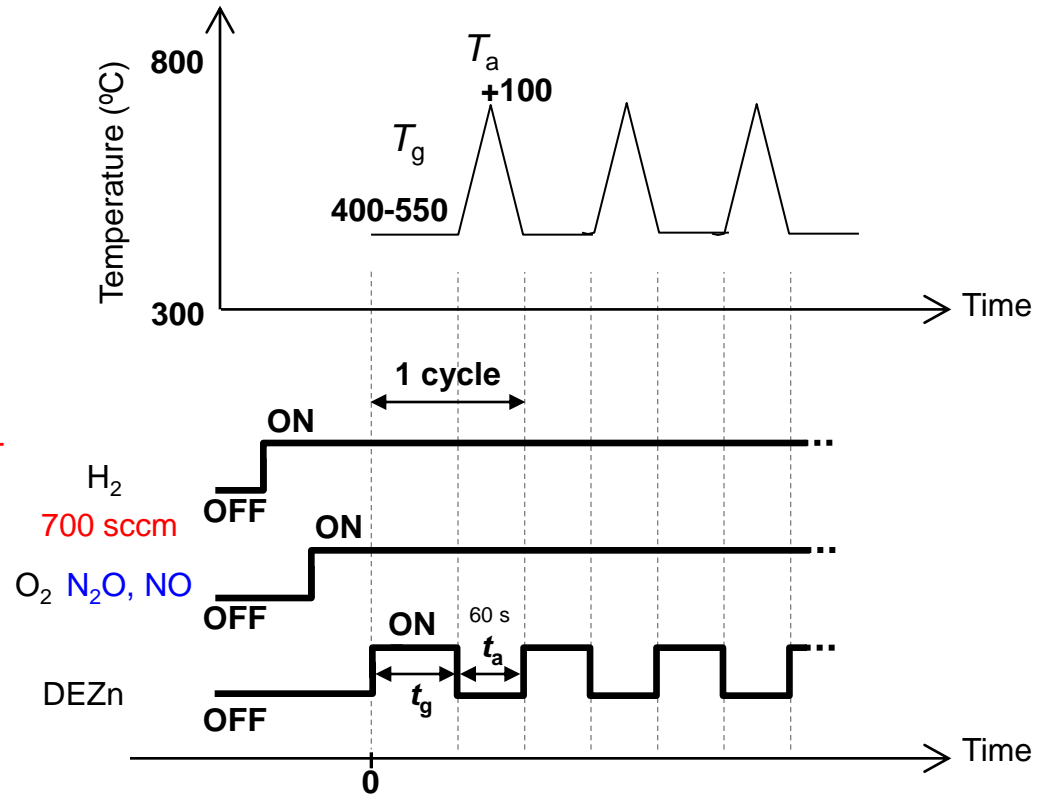 Temperature (ºC)
800
Ta
+100
Tg
400-550
300
Time
1 cycle
ON
H2
OFF
700 sccm
ON
O2 N2O, NO
OFF
60 s
ON
ta
tg
DEZn
OFF
Time
0